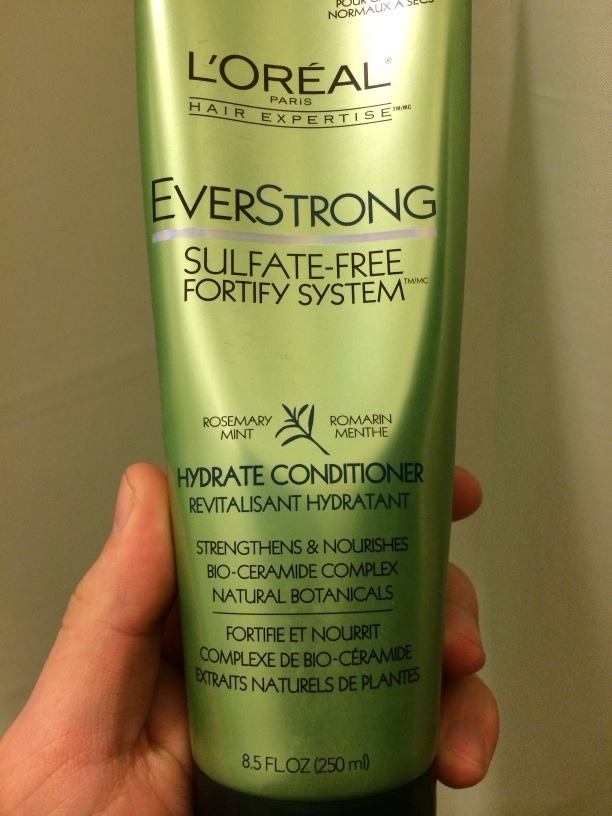 NORMAUX À SECS
L'ORÉAL®
PARIS
HAIR EXPERTISE TM/MC
EVERSTRONG
SULFATE-FREE
FORTIFY SYSTEM TM/MC
ROSEMARY ROMARIN
MINT MENTHE
HYDRATE CONDITIONER
REVITALISANT HYDRATANT
STRENGTHENS & NOURISHES
BIO-CERAMIDE COMPLEX
NATURAL BOTANICALS
FORTIFIE ET NOURRIT
COMPLEXE DE BIO-CÉRAMIDE
EXTRAITS NATURELS DE PLANTES
8.5 FL.OZ (250 ml)